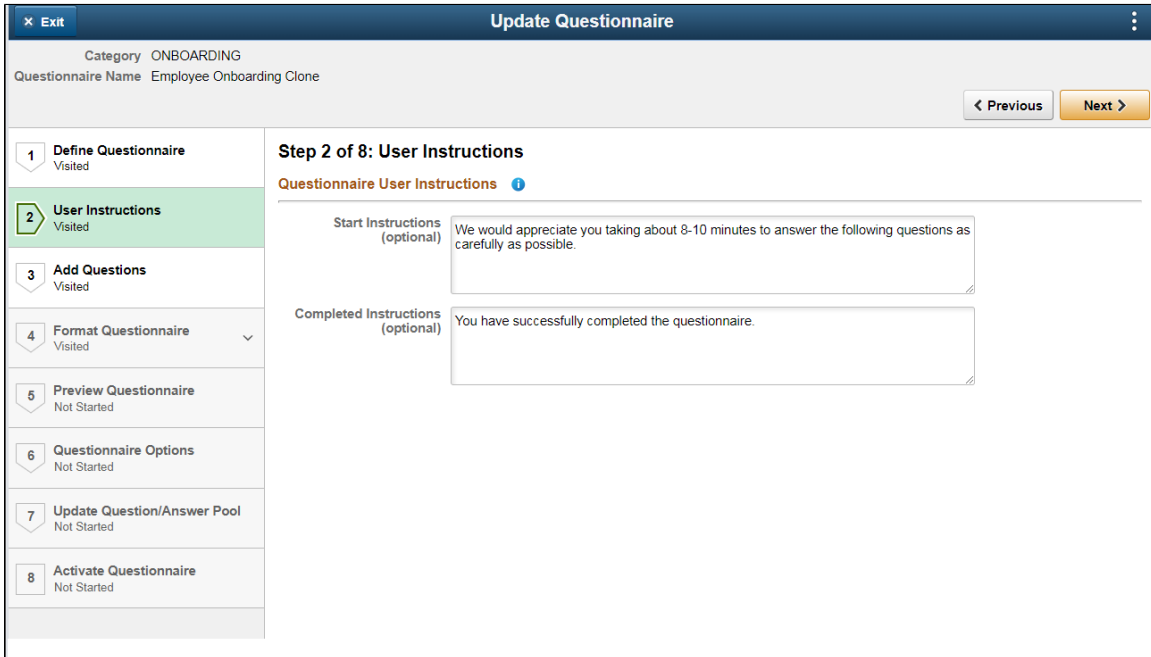 × Exit
Update Questionnaire
Category ONBOARDING
Questionnaire Name Employee Onboarding Clone
Previous
Next
1 Define Questionnaire
Visited
2 User Instructions
Visited
3 Add Questions
Visited
4 Format Questionnaire
Visited
5 Preview Questionnaire
Not Started
6 Questionnaire Options
Not Started
7 Update Question/Answer Pool
Not Started
8 Activate Questionnaire
Not Started
Step 2 of 8: User Instructions
Questionnaire User Instructions i
Start Instructions
(optional)
We would appreciate you taking about 8-10 minutes to answer the following questions as
carefully as possible.
Completed Instructions
(optional)
You have successfully completed the questionnaire.